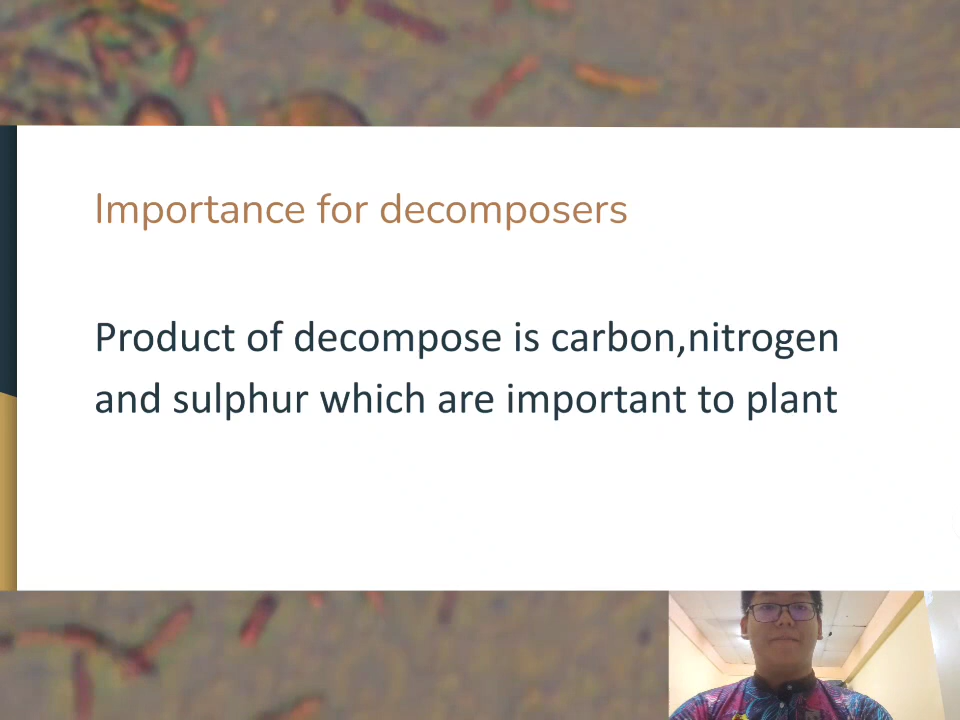 Importance for decomposers
Product of decompose is carbon,nitrogen
and sulphur which are important to plant